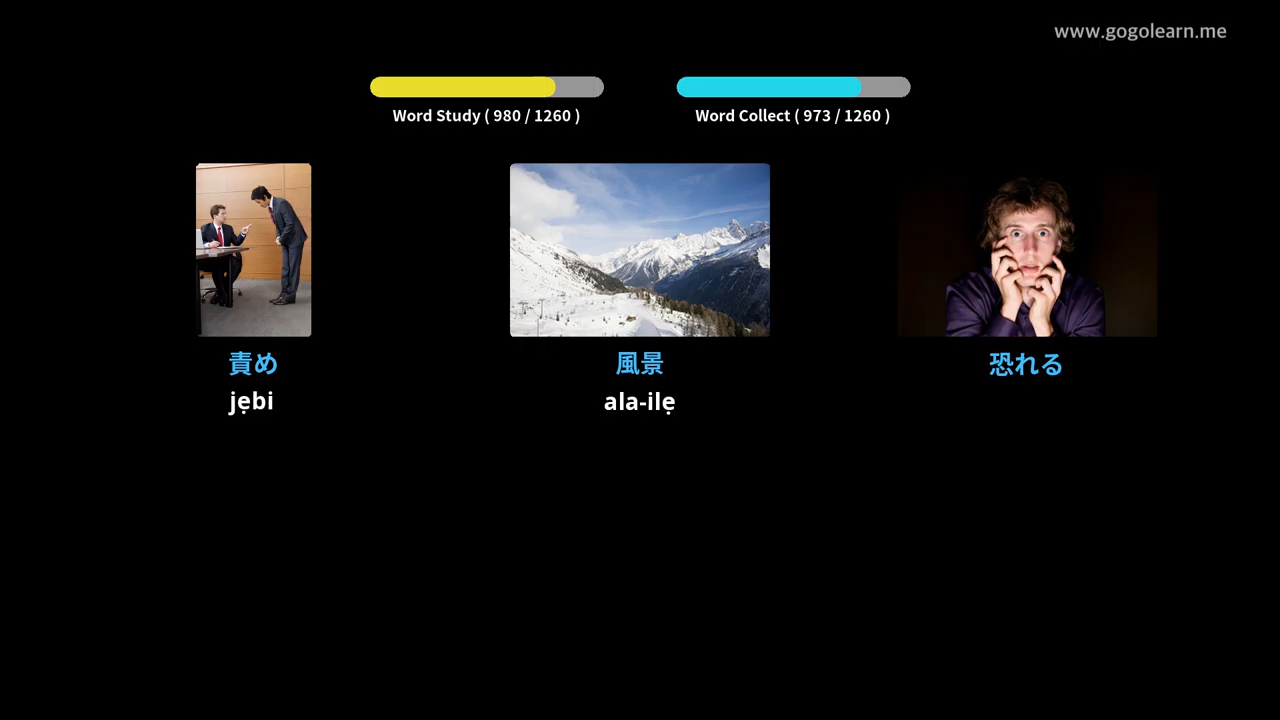 www.gogolearn.me
Word Study ( 980 / 1260 )
Word Collect ( 973 / 1260 )
責め
jẹbi
風景
ala-ilẹ
恐れる